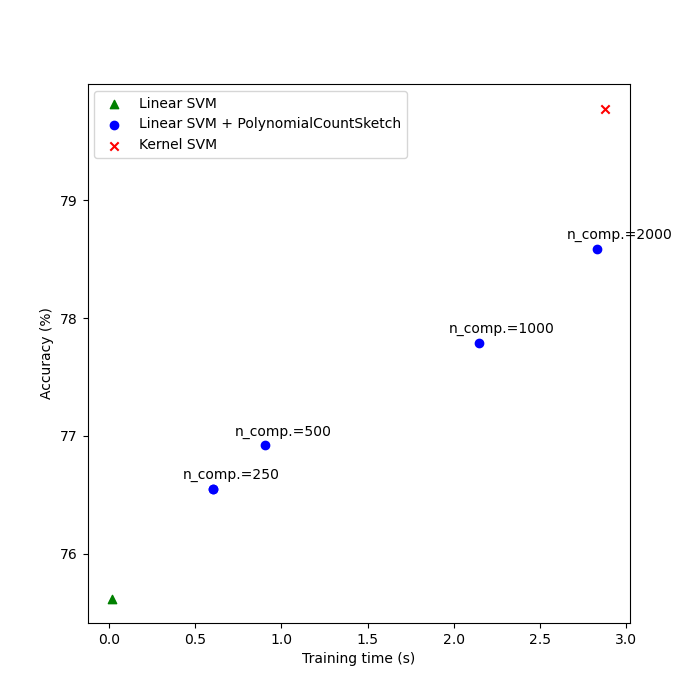 Linear SVM
Linear SVM + PolynomialCountSketch
Kernel SVM
79
78
77
76
Accuracy (%)
n_comp.=2000
n_comp.=1000
n_comp.=500
n_comp.=250
0.0 0.5 1.0 1.5 2.0 2.5 3.0
Training time (s)